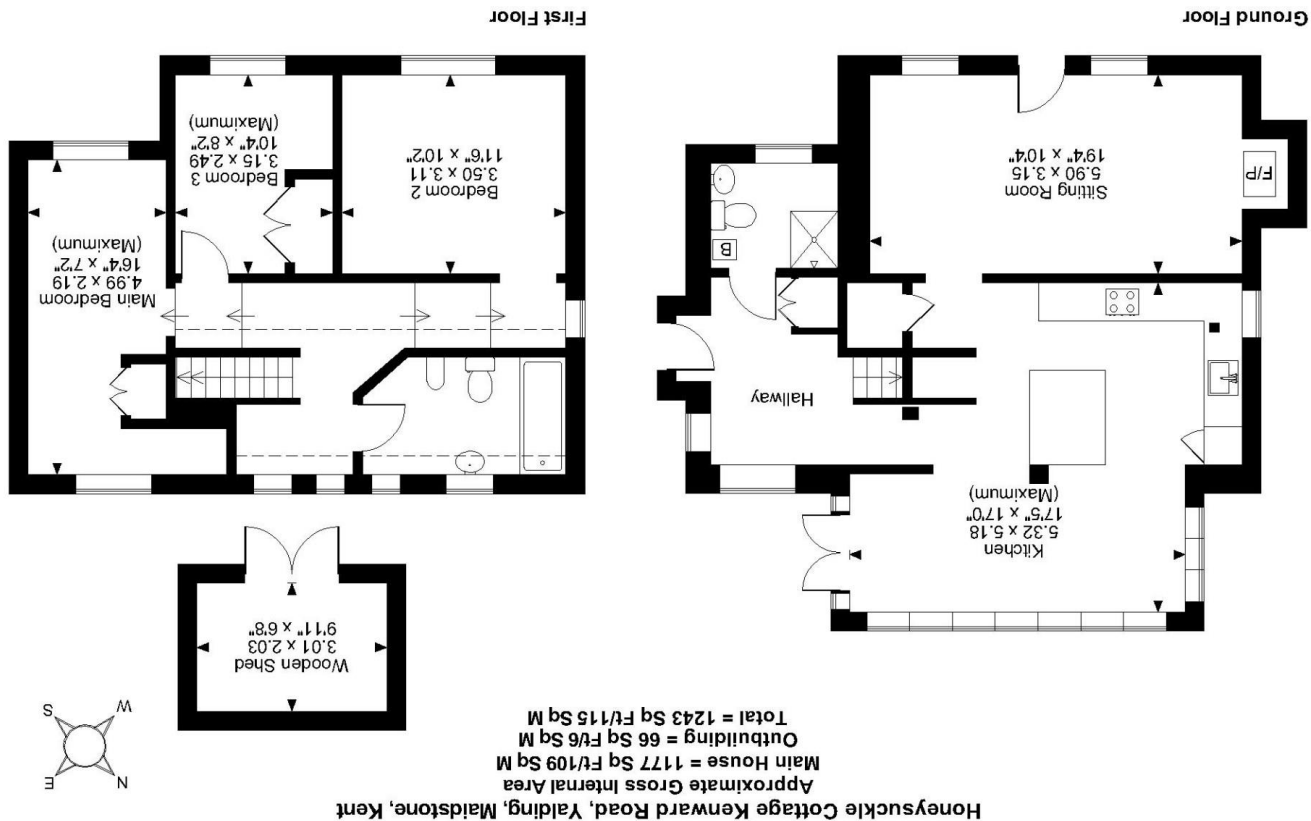 Honeysuckle Cottage Kenward Road, Yalding, Maidstone, Kent
Approximate Gross Internal Area
Main House = 1177 Sq Ft/109 Sq M
Outbuilding = 66 Sq Ft/6 Sq M
Total = 1243 Sq Ft/115 Sq M
N
E
S
W
Wooden Shed
3.01 x 2.03
9'11" x 6'8"
Kitchen
5.32 x 5.18
17'5" x 17'0"
(Maximum)
Hallway
B
Sitting Room
5.90 x 3.15
19'4" x 10'4"
F/P
Ground Floor
Main Bedroom
4.99 x 2.19
16'4" x 7'2"
(Maximum)
Bedroom 2
3.50 x 3.11
11'6" x 10'2"
Bedroom 3
3.15 x 2.49
10'4" x 8'2"
(Maximum)
First Floor